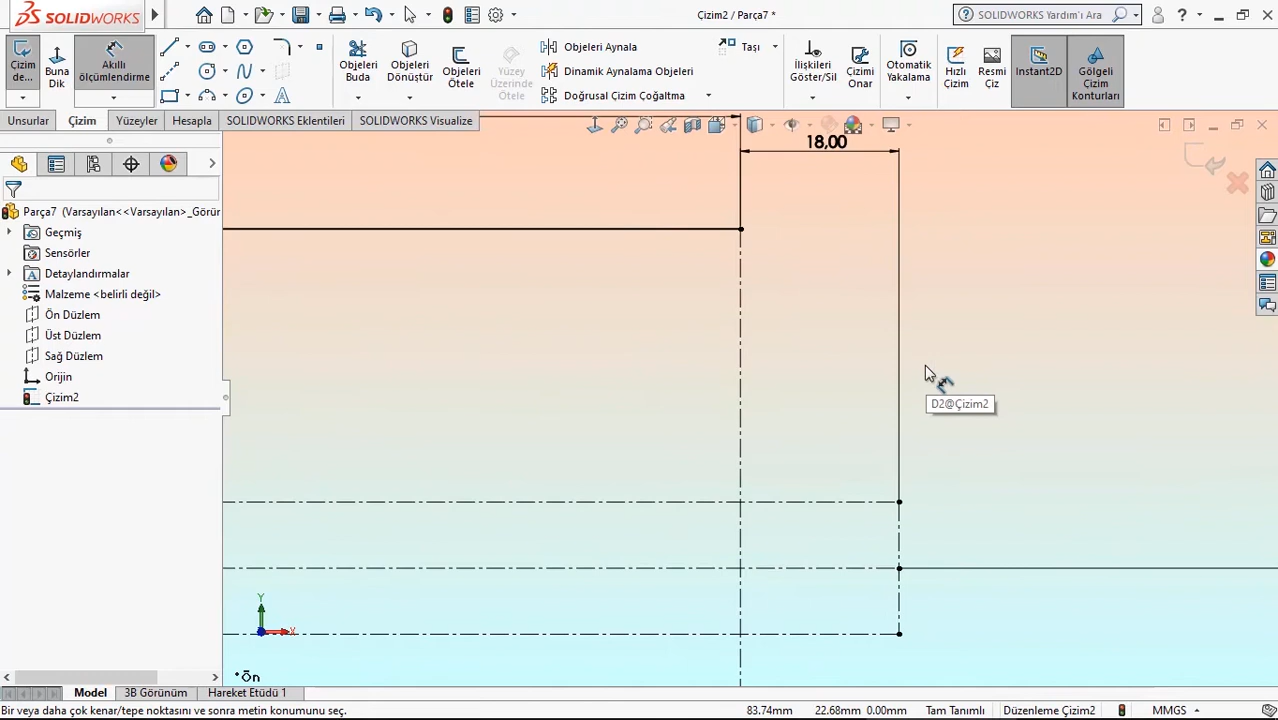 SOLIDWORKS
Çizim2 / Parça7 *
SOLIDWORKS Yardım'ı Ara
?
Çizim de...
Buna Dik
Akıllı ölçümlendirme
Objeleri Buda
Objeleri Dönüştür
Objeleri Ötele
Yüzey Üzerinde Ötele
Objeleri Aynala
Dinamik Aynalama Objeleri
Doğrusal Çizim Çoğaltma
Taşı
İlişkileri Göster/Sil
Çizimi Onar
Otomatik Yakalama
Hızlı Çizim
Resmi Çiz
Instant2D
Gölgeli Çizim Konturları
Unsurlar
Çizim
Yüzeyler
Hesapla
SOLIDWORKS Eklentileri
SOLIDWORKS Visualize
18,00
Parça7 (Varsayılan<<Varsayılan>_Görür
Geçmiş
Sensörler
Detaylandırmalar
Malzeme <belirli değil>
Ön Düzlem
Üst Düzlem
Sağ Düzlem
Orijin
Çizim2
D2@Çizim2
Y
X
*Ön
Model
3B Görünüm
Hareket Etüdü 1
Bir veya daha çok kenar/tepe noktasını ve sonra metin konumunu seç.
83.74mm
22.68mm 0.00mm
Tam Tanımlı
Düzenleme Çizim2
MMGS